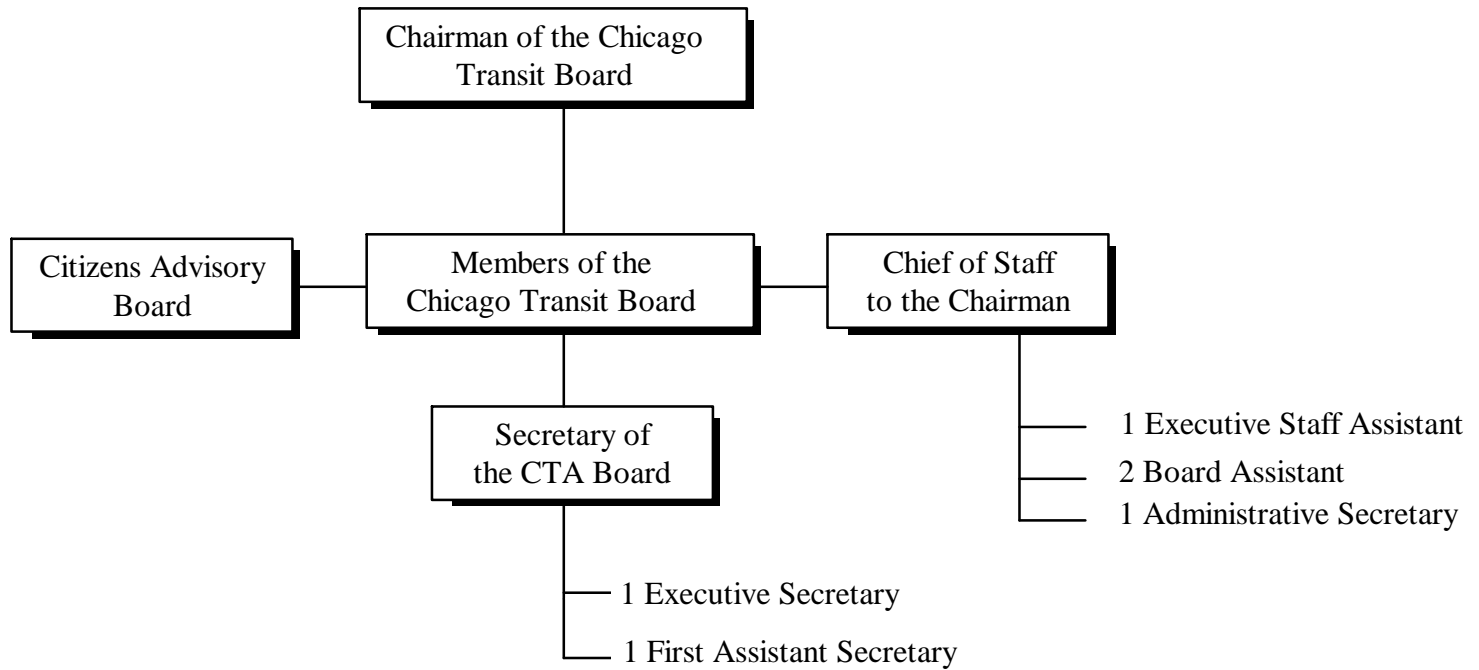 Chairman of the Chicago
Transit Board
Citizens Advisory
Board
Members of the
Chicago Transit Board
Chief of Staff
to the Chairman
Secretary of
the CTA Board
1 Executive Staff Assistant
2 Board Assistant
1 Administrative Secretary
1 Executive Secretary
1 First Assistant Secretary